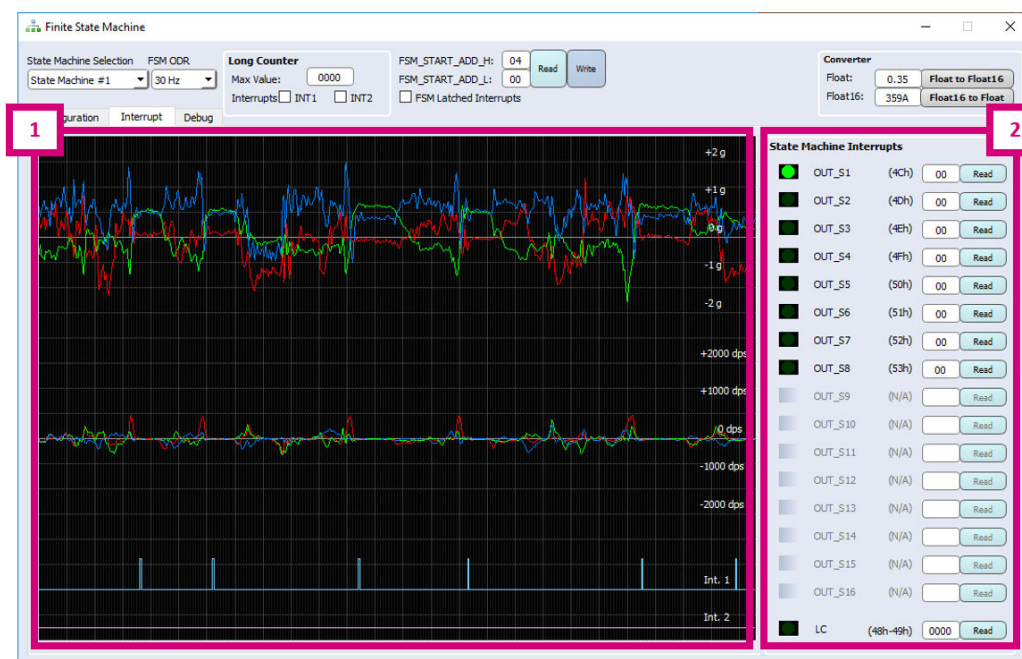 Finite State Machine
State Machine Selection FSM ODR
State Machine #1 30 Hz
Long Counter
Max Value: 0000
Interrupts INT1 INT2
FSM_START_ADD_H: 04
FSM_START_ADD_L: 00
Read Write
FSM Latched Interrupts
Converter
Float: 0.35 Float to Float16
Float16: 359A Float16 to Float
Interrupt Debug
1
2
+2 g
+1 g
0 g
-1 g
-2 g
+2000 dps
+1000 dps
0 dps
-1000 dps
-2000 dps
Int. 1
Int. 2
State Machine Interrupts
OUT_S1 (4Ch) 00 Read
OUT_S2 (4Dh) 00 Read
OUT_S3 (4Eh) 00 Read
OUT_S4 (4Fh) 00 Read
OUT_S5 (50h) 00 Read
OUT_S6 (51h) 00 Read
OUT_S7 (52h) 00 Read
OUT_S8 (53h) 00 Read
OUT_S9 (N/A) Read
OUT_S10 (N/A) Read
OUT_S11 (N/A) Read
OUT_S12 (N/A) Read
OUT_S13 (N/A) Read
OUT_S14 (N/A) Read
OUT_S15 (N/A) Read
OUT_S16 (N/A) Read
LC (48h-49h) 0000 Read